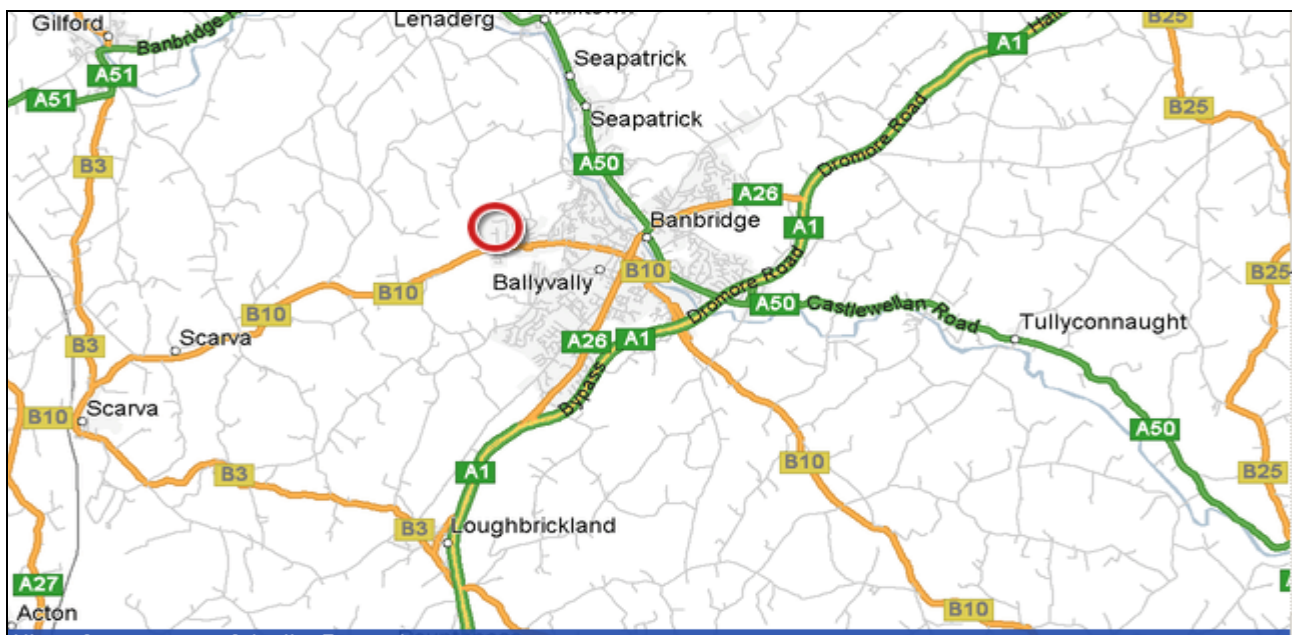 Gilford
Lenaderg
B25
Banbridge
A1
Seapatrick
A51
A51
Seapatrick
B25
Dromore Road
B3
A50
A26
Banbridge
A1
B10
Ballyvally
B25
B10
Dromore Road
A50
Castlewellan Road
B10
Tullyconnaught
Scarva
B3
A26
A1
Bypass
B10
Scarva
A50
B10
B25
A1
B3
B3
Loughbrickland
A27
B10
Acton